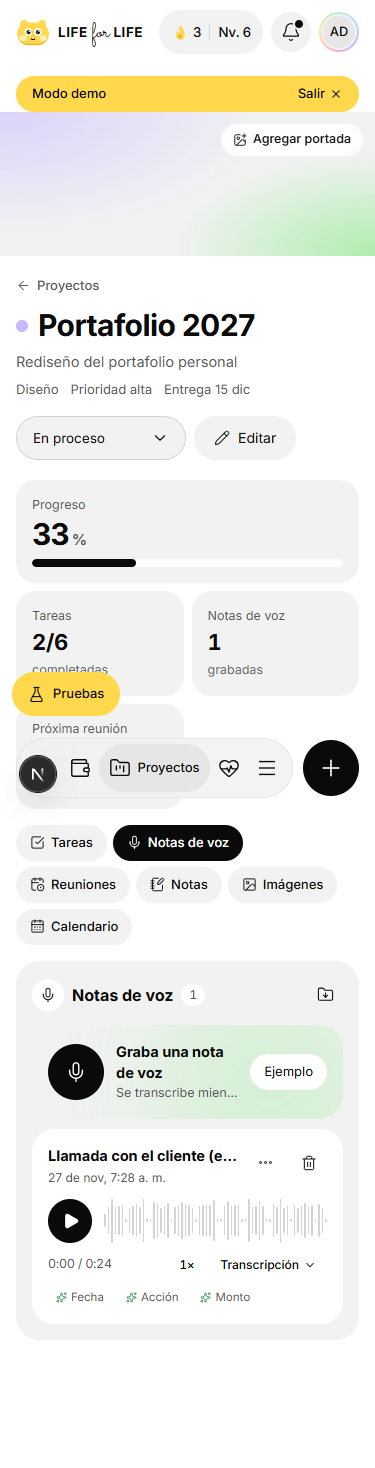 LIFE for LIFE
3
Nv. 6
AD
Modo demo
Salir
Agregar portada
Proyectos
Portafolio 2027
Rediseño del portafolio personal
Diseño Prioridad alta Entrega 15 dic
En proceso
Editar
Progreso
33 %
Tareas
2/6
completadas
Notas de voz
1
grabadas
Pruebas
Próxima reunión
N
Proyectos
Tareas
Notas de voz
Reuniones
Notas
Imágenes
Calendario
Notas de voz 1
Graba una nota
de voz
Se transcribe mien...
Ejemplo
Llamada con el cliente (e...
27 de nov, 7:28 a. m.
0:00 / 0:24
1×
Transcripción
Fecha
Acción
Monto